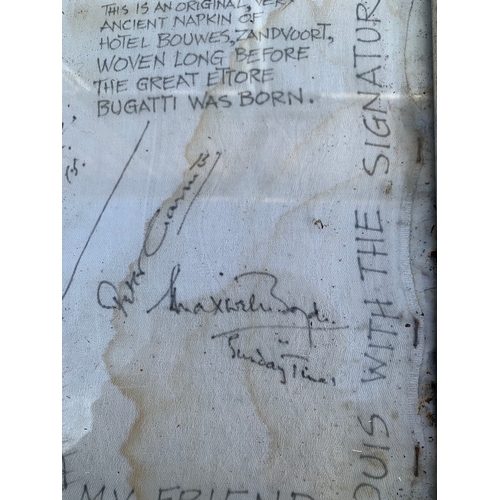 THIS IS AN ORIGINAL, VERY
ANCIENT NAPKIN OF
HOTEL BOUWES, ZANDVOORT,
WOVEN LONG BEFORE
THE GREAT ETTORE
BUGATTI WAS BORN.
Peter
Maxwell Boyd
Sunday Times
OUIS WITH THE SIGNATUR
MY FRIEND